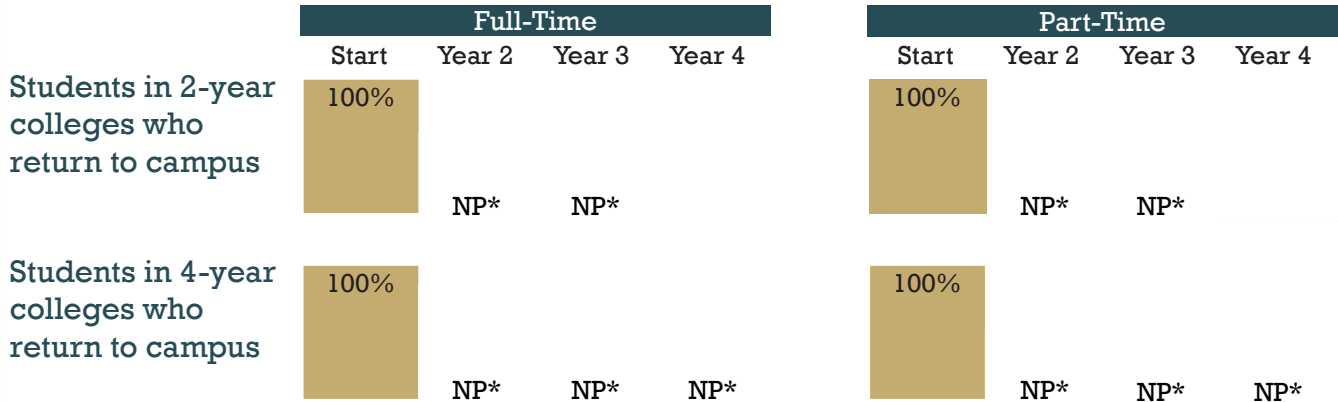 Full-Time Part-Time
Start Year 2 Year 3 Year 4 Start Year 2 Year 3 Year 4
Students in 2-year
colleges who
return to campus
100% 100%
NP* NP* NP* NP*
Students in 4-year
colleges who
return to campus
100% 100%
NP* NP* NP* NP* NP* NP*